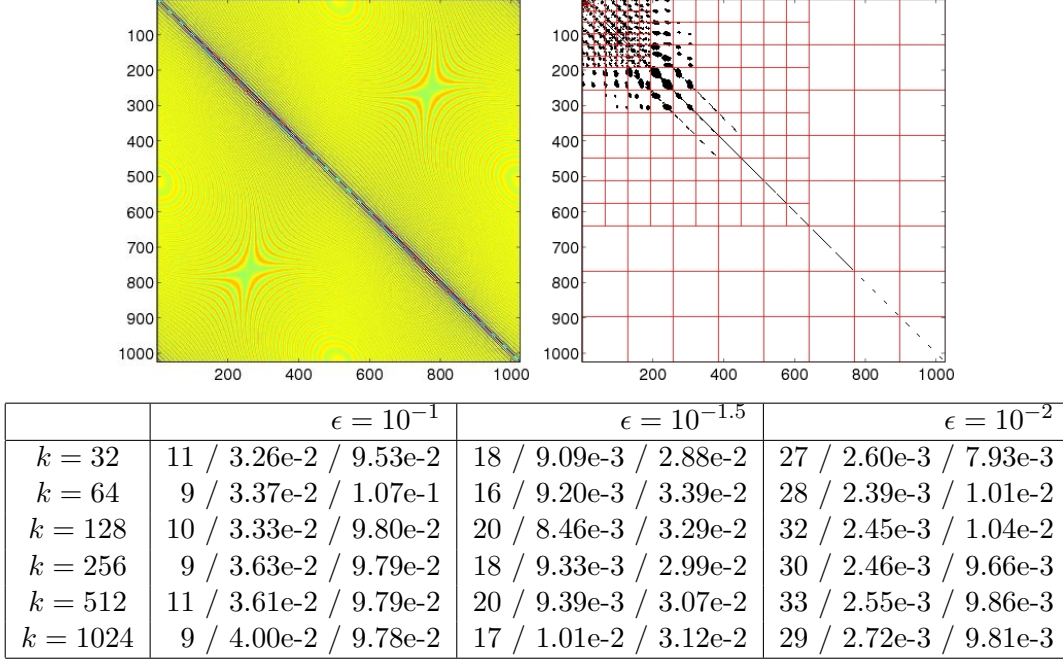 100
200
300
400
500
600
700
800
900
1000
200 400 600 800 1000
100
200
300
400
500
600
700
800
900
1000
200 400 600 800 1000
ϵ = 10^{-1} ϵ = 10^{-1.5} ϵ = 10^{-2}
k = 32 11 / 3.26e-2 / 9.53e-2 18 / 9.09e-3 / 2.88e-2 27 / 2.60e-3 / 7.93e-3
k = 64 9 / 3.37e-2 / 1.07e-1 16 / 9.20e-3 / 3.39e-2 28 / 2.39e-3 / 1.01e-2
k = 128 10 / 3.33e-2 / 9.80e-2 20 / 8.46e-3 / 3.29e-2 32 / 2.45e-3 / 1.04e-2
k = 256 9 / 3.63e-2 / 9.79e-2 18 / 9.33e-3 / 2.99e-2 30 / 2.46e-3 / 9.66e-3
k = 512 11 / 3.61e-2 / 9.79e-2 20 / 9.39e-3 / 3.07e-2 33 / 2.55e-3 / 9.86e-3
k = 1024 9 / 4.00e-2 / 9.78e-2 17 / 1.01e-2 / 3.12e-2 29 / 2.72e-3 / 9.81e-3